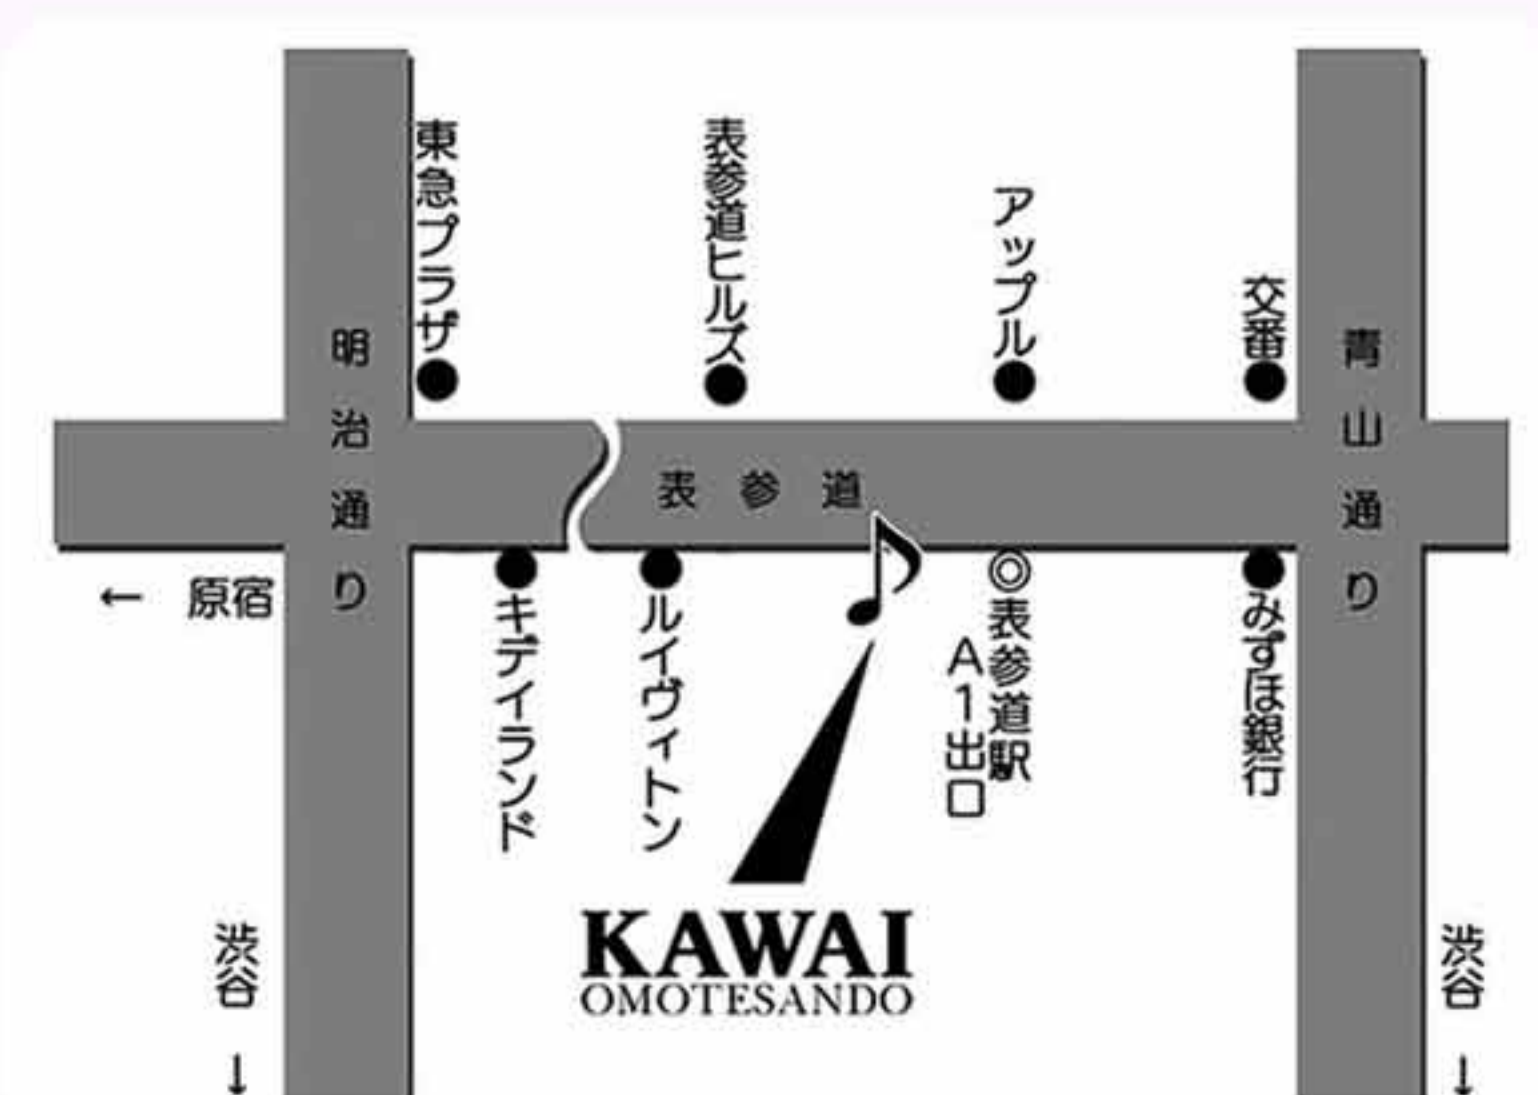 東急プラザ
表参道ヒルズ
アップル
交番
明治通り
青山通り
表参道
← 原宿
キデイランド
ルイヴィトン
表参道駅
A1出口
みずほ銀行
KAWAI
OMOTESANDO
渋谷 ↓
渋谷 ↓